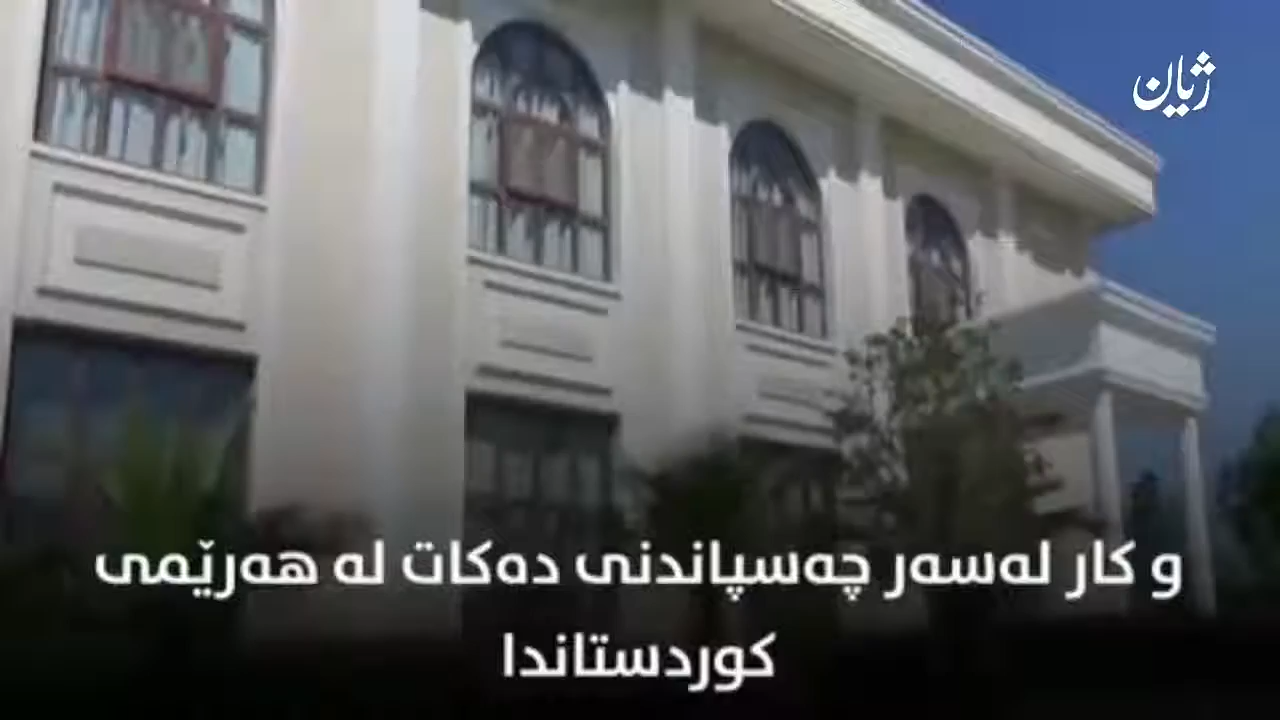 ژیان
و کار لەسەر چەسپاندنی دەکات لە هەرێمی
کوردستاندا